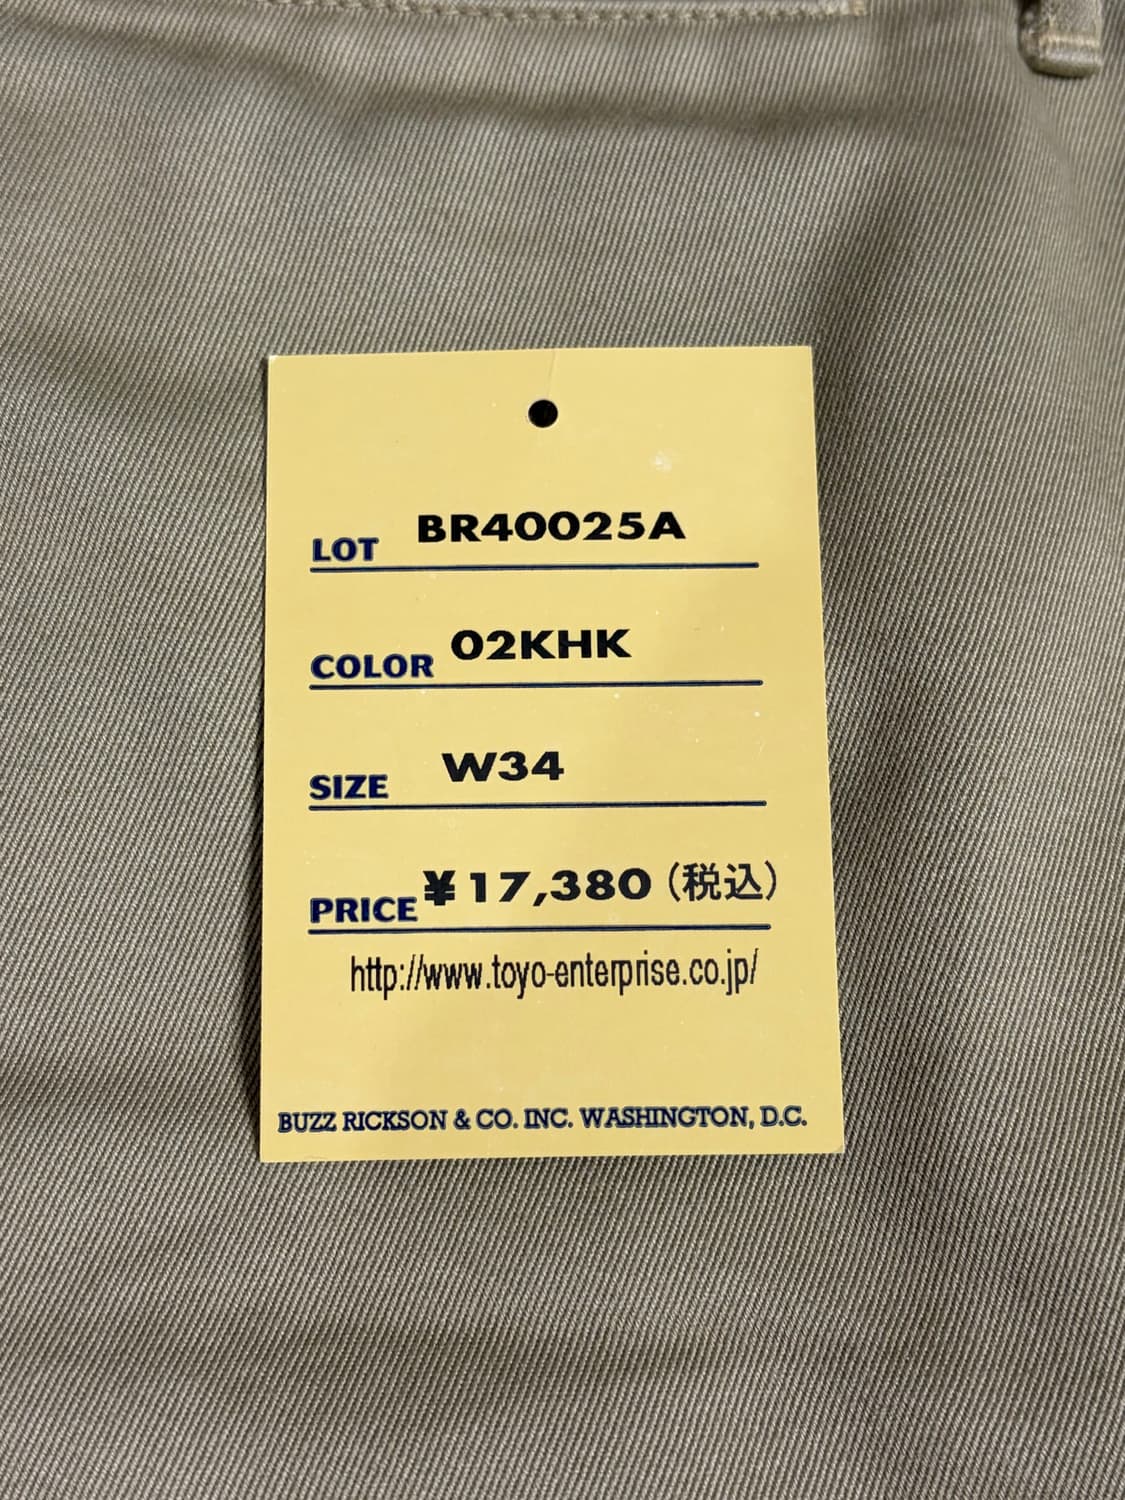 LOT BR40025A
COLOR 02KHK
SIZE W34
PRICE ¥17,380(税込)
http://www.toyo-enterprise.co.jp/
BUZZ RICKSON & CO. INC. WASHINGTON, D.C.